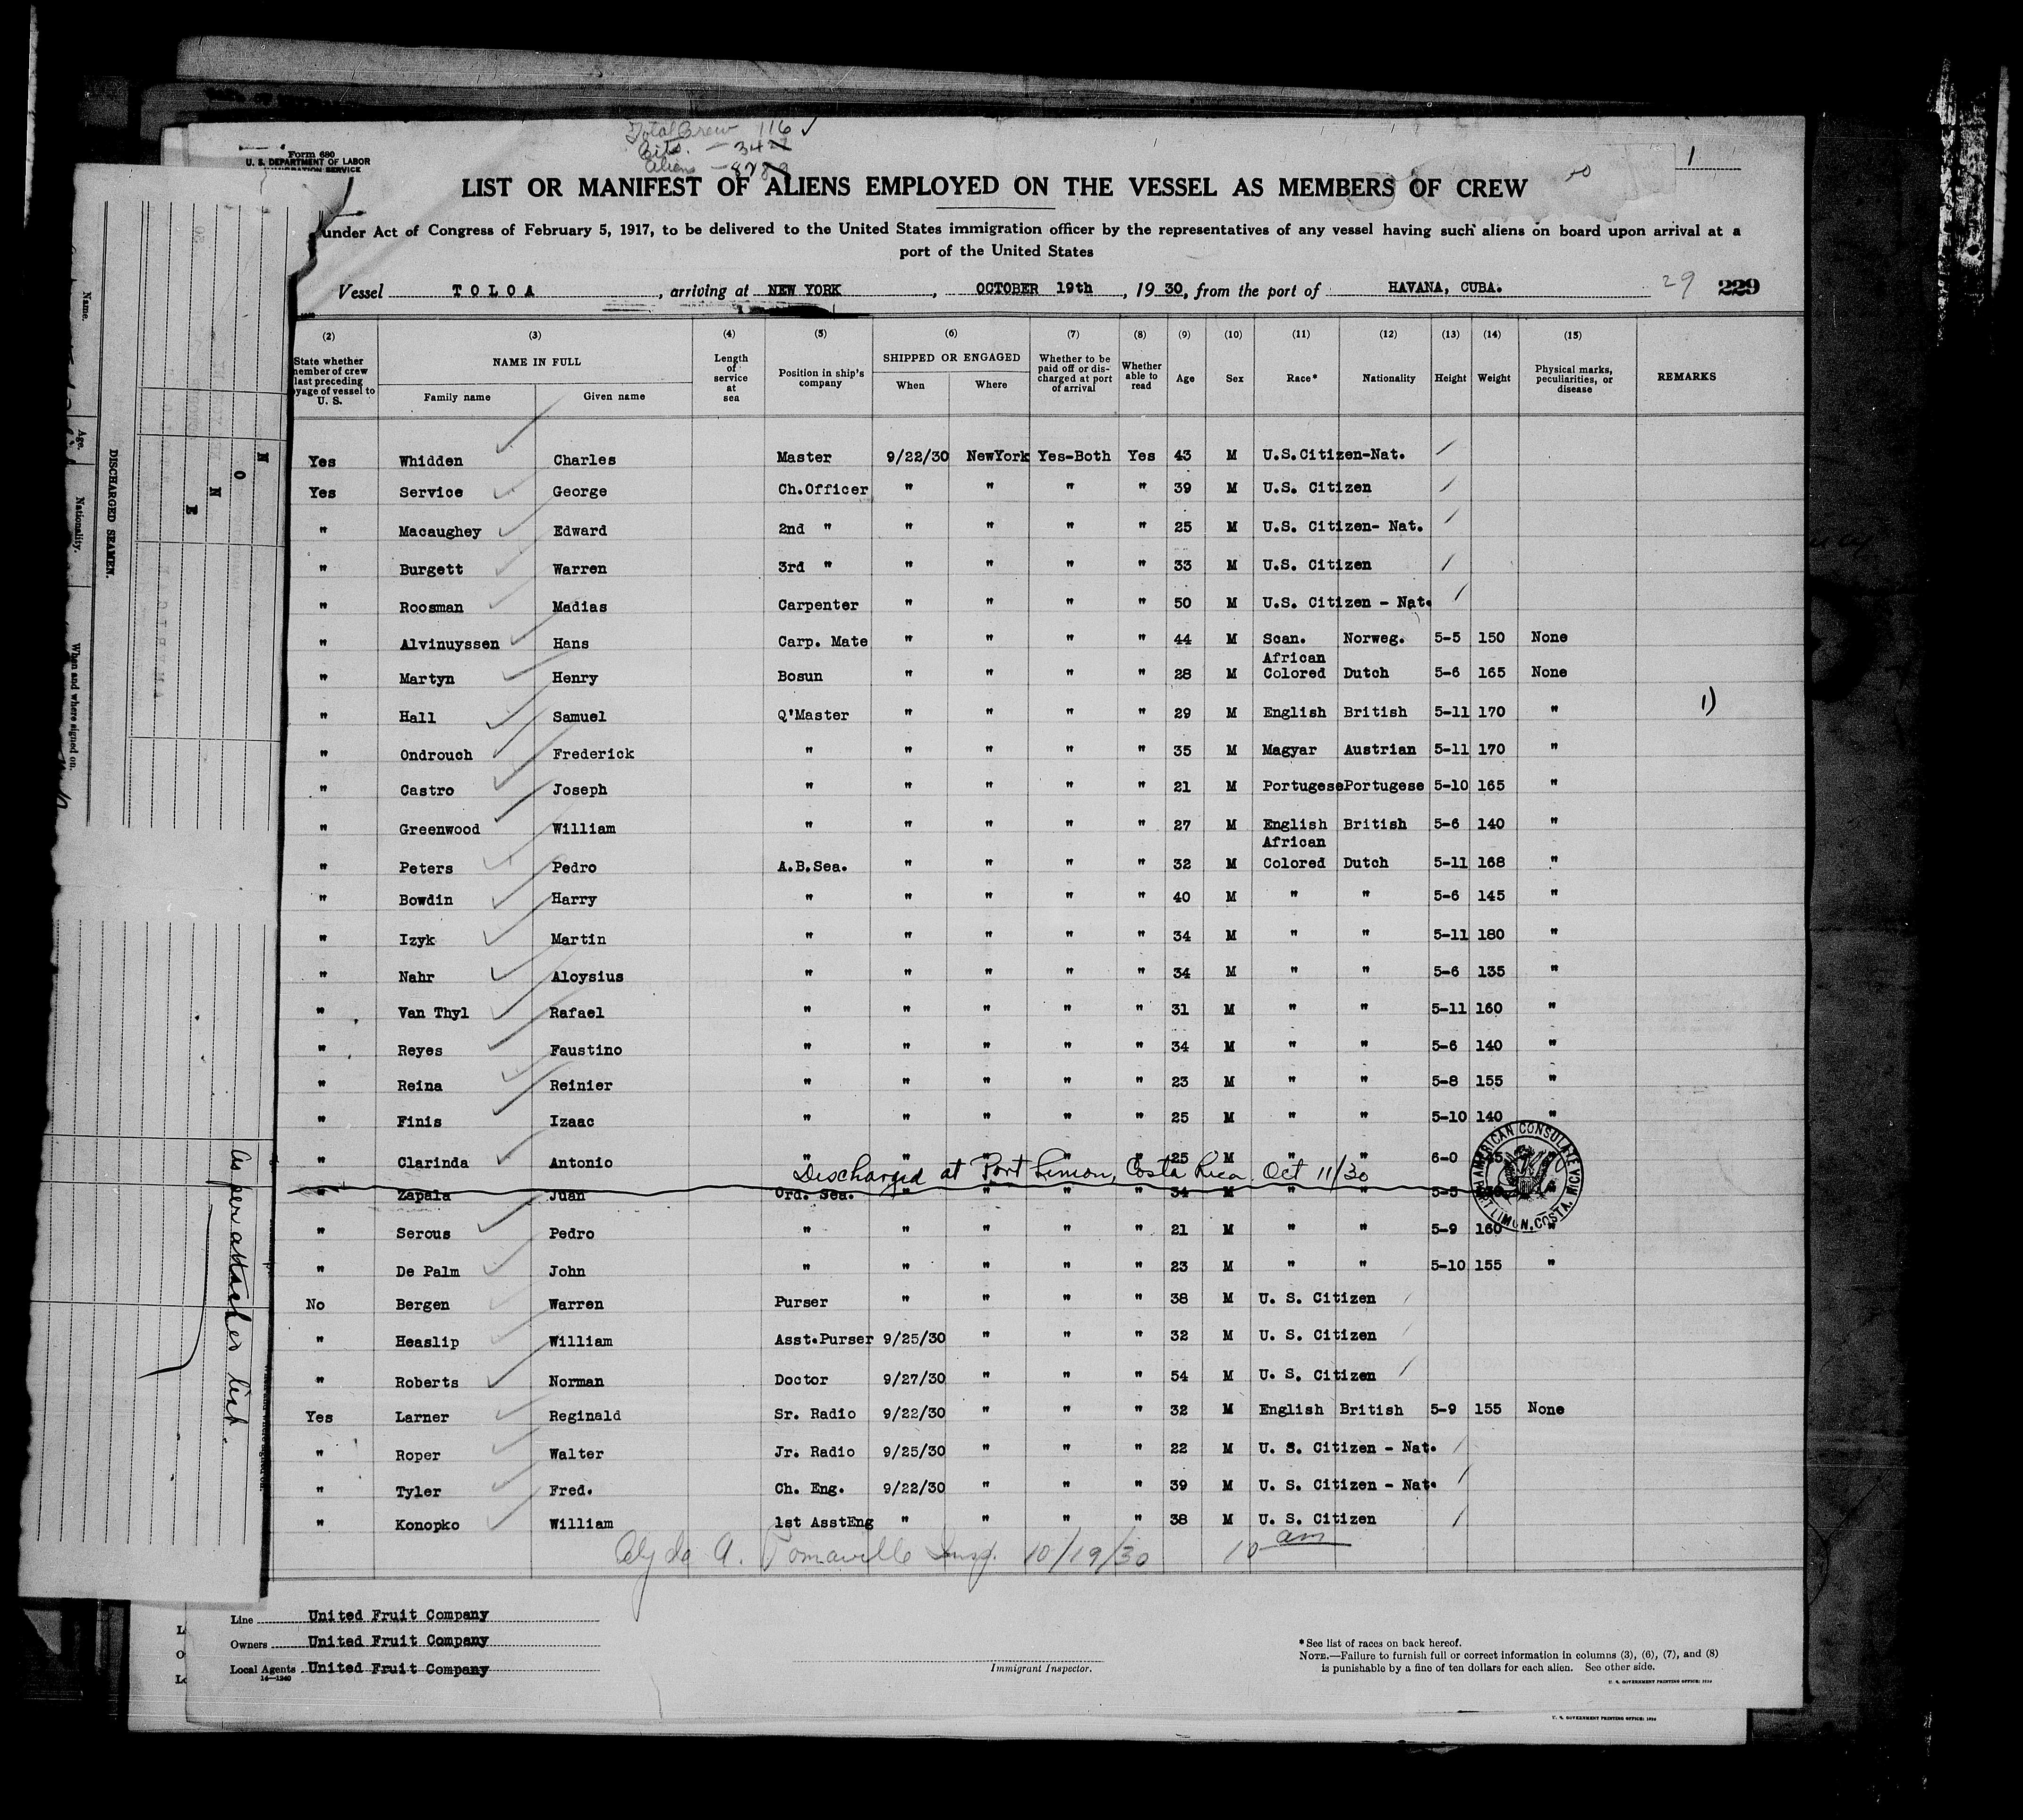 Total Crew 116 ✓
Form 680
U. S. DEPARTMENT OF LABOR
Cits. — 34
Aliens — 82
1
LIST OR MANIFEST OF ALIENS EMPLOYED ON THE VESSEL AS MEMBERS OF CREW
under Act of Congress of February 5, 1917, to be delivered to the United States immigration officer by the representatives of any vessel having such aliens on board upon arrival at a
port of the United States
Vessel TOLOA, arriving at NEW YORK, OCTOBER 19th, 1930, from the port of HAVANA, CUBA. 29 229
(2) (3) (4) (5) (6) (7) (8) (9) (10) (11) (12) (13) (14) (15)
State whether member of crew last preceding voyage of vessel to U. S. NAME IN FULL Family name Given name Length of service at sea Position in ship's company SHIPPED OR ENGAGED When Where Whether to be paid off or discharged at port of arrival Whether able to read Age Sex Race* Nationality Height Weight Physical marks, peculiarities, or disease REMARKS
Yes Whidden Charles Master 9/22/30 NewYork Yes-Both Yes 43 M U.S.Citizen-Nat.
Yes Service George Ch.Officer " " " " 39 M U.S. Citizen
" Macaughey Edward 2nd " " " " " 25 M U.S. Citizen- Nat.
" Burgett Warren 3rd " " " " " 33 M U.S. Citizen
" Roosman Madias Carpenter " " " " 50 M U.S. Citizen - Nat.
" Alvinuyssen Hans Carp. Mate " " " " 44 M Scan. Norweg. 5-5 150 None
" Martyn Henry Bosun " " " " 28 M African Colored Dutch 5-6 165 None
" Hall Samuel Q'Master " " " " 29 M English British 5-11 170 " 1)
" Ondrouch Frederick " " " " " 35 M Magyar Austrian 5-11 170 "
" Castro Joseph " " " " " 21 M Portugese Portugese 5-10 165 "
" Greenwood William " " " " " 27 M English British 5-6 140 "
" Peters Pedro A.B.Sea. " " " " 32 M African Colored Dutch 5-11 168 "
" Bowdin Harry " " " " " 40 M " " 5-6 145 "
" Izyk Martin " " " " " 34 M " " 5-11 180 "
" Nahr Aloysius " " " " " 34 M " " 5-6 135 "
" Van Thyl Rafael " " " " " 31 M " " 5-11 160 "
" Reyes Faustino " " " " " 34 M " " 5-6 140 "
" Reina Reinier " " " " " 23 M " " 5-8 155 "
" Finis Izaac " " " " " 25 M " " 5-10 140 "
" Clarinda Antonio " " " " " 25 M " " 6-0 "
Discharged at Port Limon, Costa Rica. Oct 11/30
" Zapala Juan Ord. Sea. " " " " 34 M " " 5-5 "
AMERICAN CONSULATE
LIMON, COSTA RICA
" Serous Pedro " " " " " 21 M " " 5-9 160 "
" De Palm John " " " " " 23 M " " 5-10 155 "
No Bergen Warren Purser " " " " 38 M U. S. Citizen
" Heaslip William Asst.Purser 9/25/30 " " " 32 M U. S. Citizen
" Roberts Norman Doctor 9/27/30 " " " 54 M U. S. Citizen
Yes Larner Reginald Sr. Radio 9/22/30 " " " 32 M English British 5-9 155 None
" Roper Walter Jr. Radio 9/25/30 " " " 22 M U. S. Citizen - Nat.
" Tyler Fred. Ch. Eng. 9/22/30 " " " 39 M U. S. Citizen - Nat.
" Konopko William 1st AsstEng " " " " 38 M U. S. Citizen
Clyde A. Pomaville Insp. 10/19/30 10 am
Line United Fruit Company
Owners United Fruit Company
Local Agents United Fruit Company
14—1240
Immigrant Inspector.
*See list of races on back hereof.
NOTE.—Failure to furnish full or correct information in columns (3), (6), (7), and (8)
is punishable by a fine of ten dollars for each alien. See other side.
U. S. GOVERNMENT PRINTING OFFICE: 1929
U. S. GOVERNMENT PRINTING OFFICE: 1929
DISCHARGED SEAMEN.
Name. Age. Nationality. When and where signed on.
NONE
As per attached list.